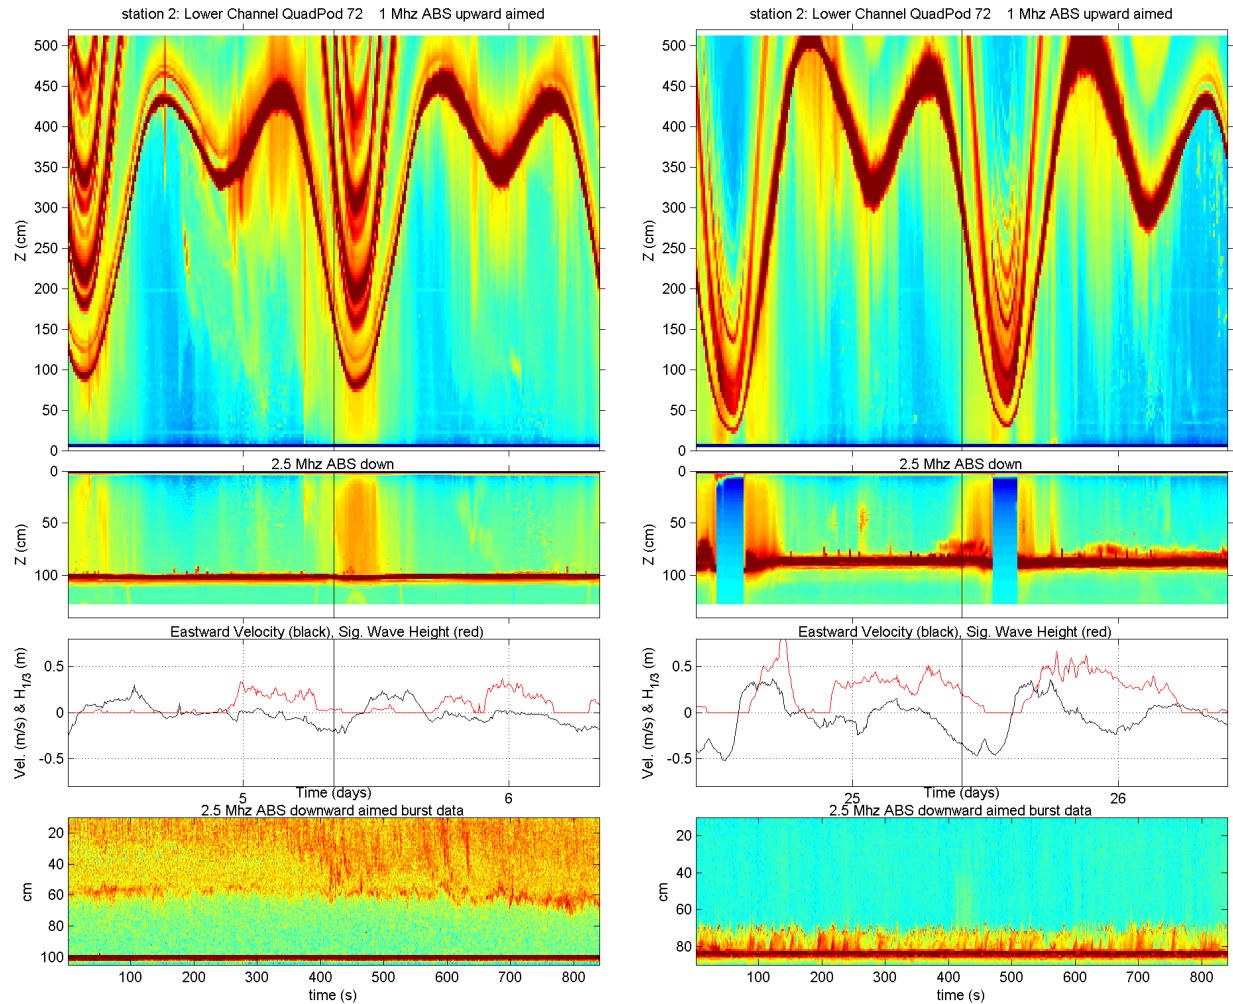 station 2: Lower Channel QuadPod 72    1 Mhz ABS upward aimed
500
450
400
350
300
250
200
150
100
50
0
Z (cm)
2.5 Mhz ABS down
0
50
100
Z (cm)
Eastward Velocity (black), Sig. Wave Height (red)
0.5
0
-0.5
Vel. (m/s) & H1/3 (m)
5
6
Time (days)
2.5 Mhz ABS downward aimed burst data
20
40
60
80
100
cm
100 200 300 400 500 600 700 800
time (s)
station 2: Lower Channel QuadPod 72    1 Mhz ABS upward aimed
500
450
400
350
300
250
200
150
100
50
0
Z (cm)
2.5 Mhz ABS down
0
50
100
Z (cm)
Eastward Velocity (black), Sig. Wave Height (red)
0.5
0
-0.5
Vel. (m/s) & H1/3 (m)
25
26
Time (days)
2.5 Mhz ABS downward aimed burst data
20
40
60
80
cm
100 200 300 400 500 600 700 800
time (s)